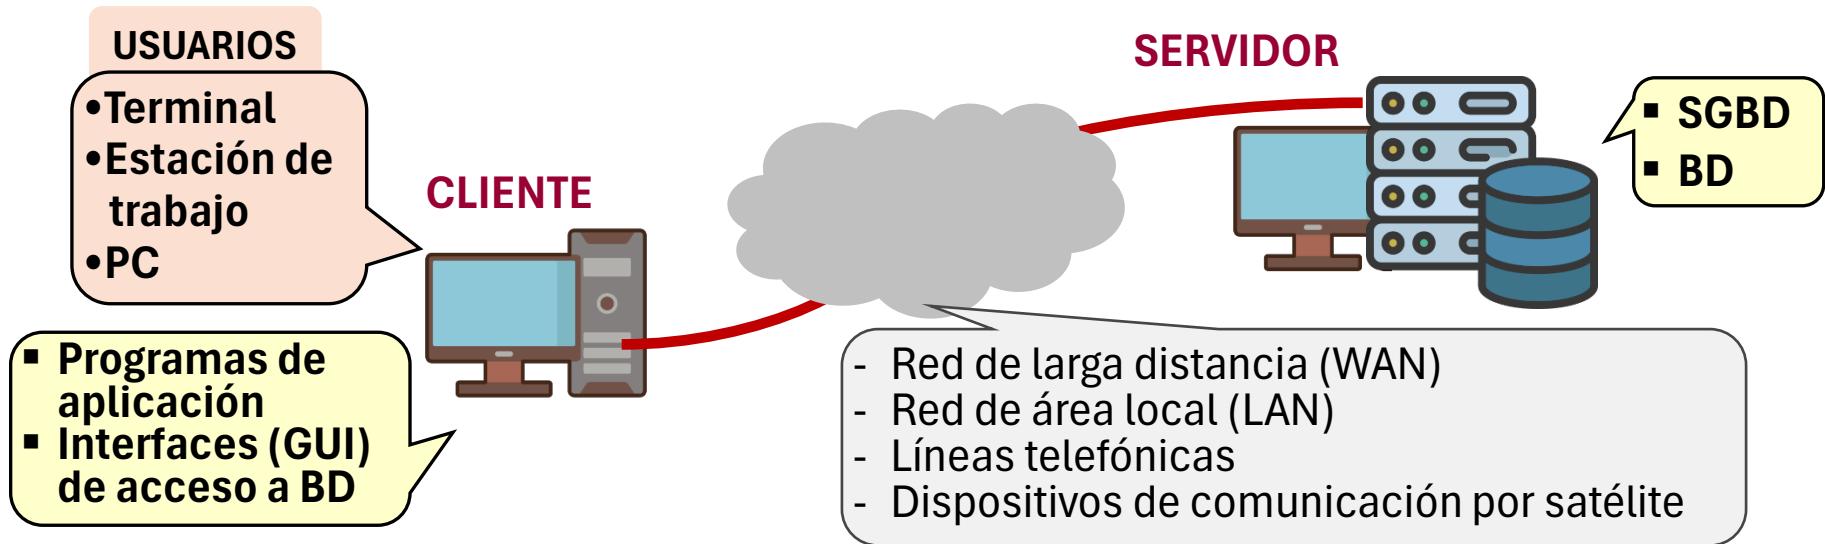 USUARIOS
•Terminal
•Estación de
trabajo
•PC
CLIENTE
▪ Programas de
aplicación
▪ Interfaces (GUI)
de acceso a BD
SERVIDOR
▪ SGBD
▪ BD
- Red de larga distancia (WAN)
- Red de área local (LAN)
- Líneas telefónicas
- Dispositivos de comunicación por satélite